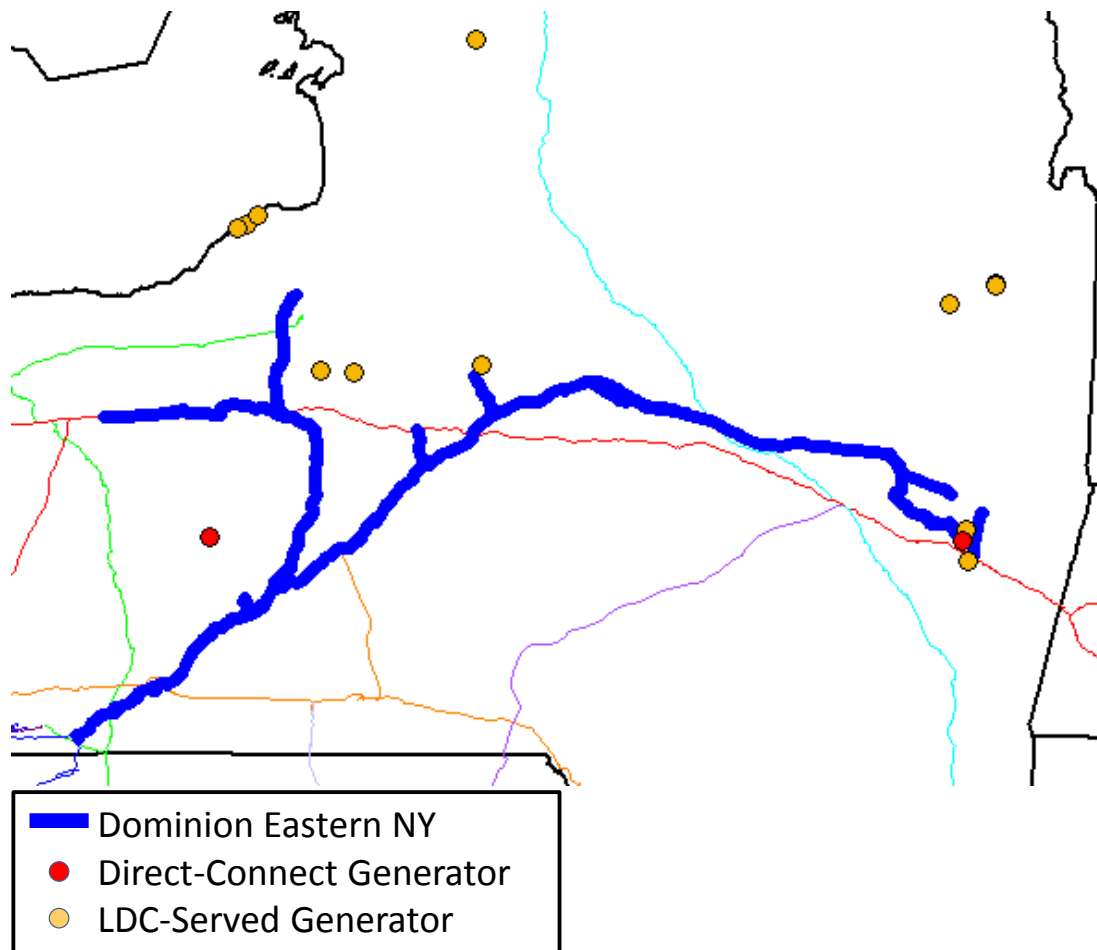 Dominion Eastern NY
Direct-Connect Generator
LDC-Served Generator